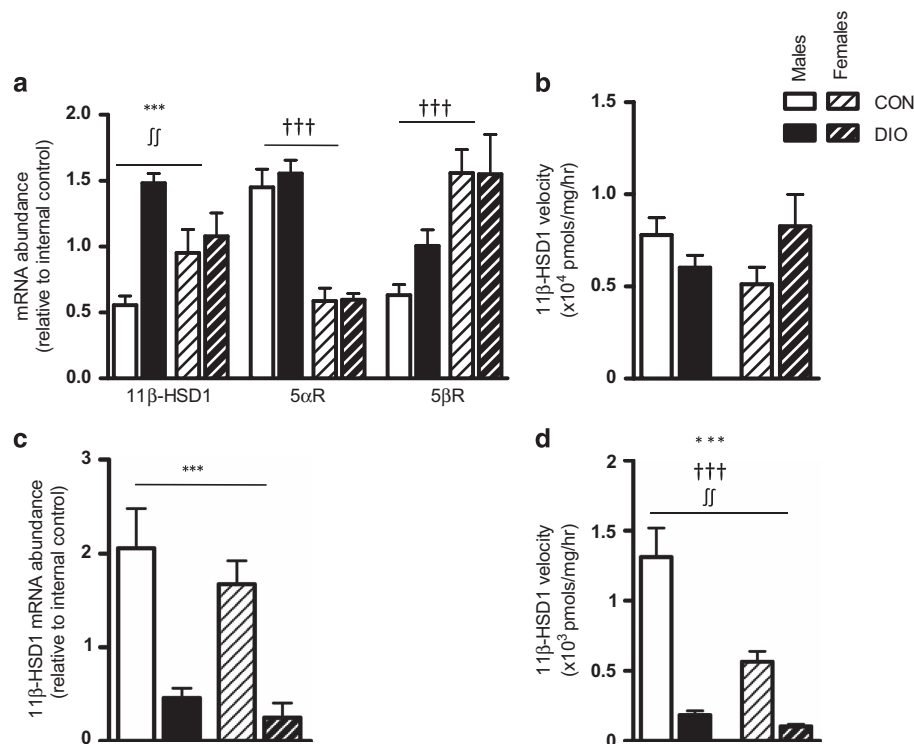 a
***
∫∫
†††
†††
mRNA abundance
(relative to internal control)
2.0
1.5
1.0
0.5
0.0
11β-HSD1
5αR
5βR
b
11β-HSD1 velocity
(x10⁴ pmols/mg/hr)
1.5
1.0
0.5
0
Males
Females
CON
DIO
c
***
11β-HSD1 mRNA abundance
(relative to internal control)
3
2
1
0
d
***
†††
∫∫
11β-HSD1 velocity
(x10³ pmols/mg/hr)
2
1.5
1
0.5
0